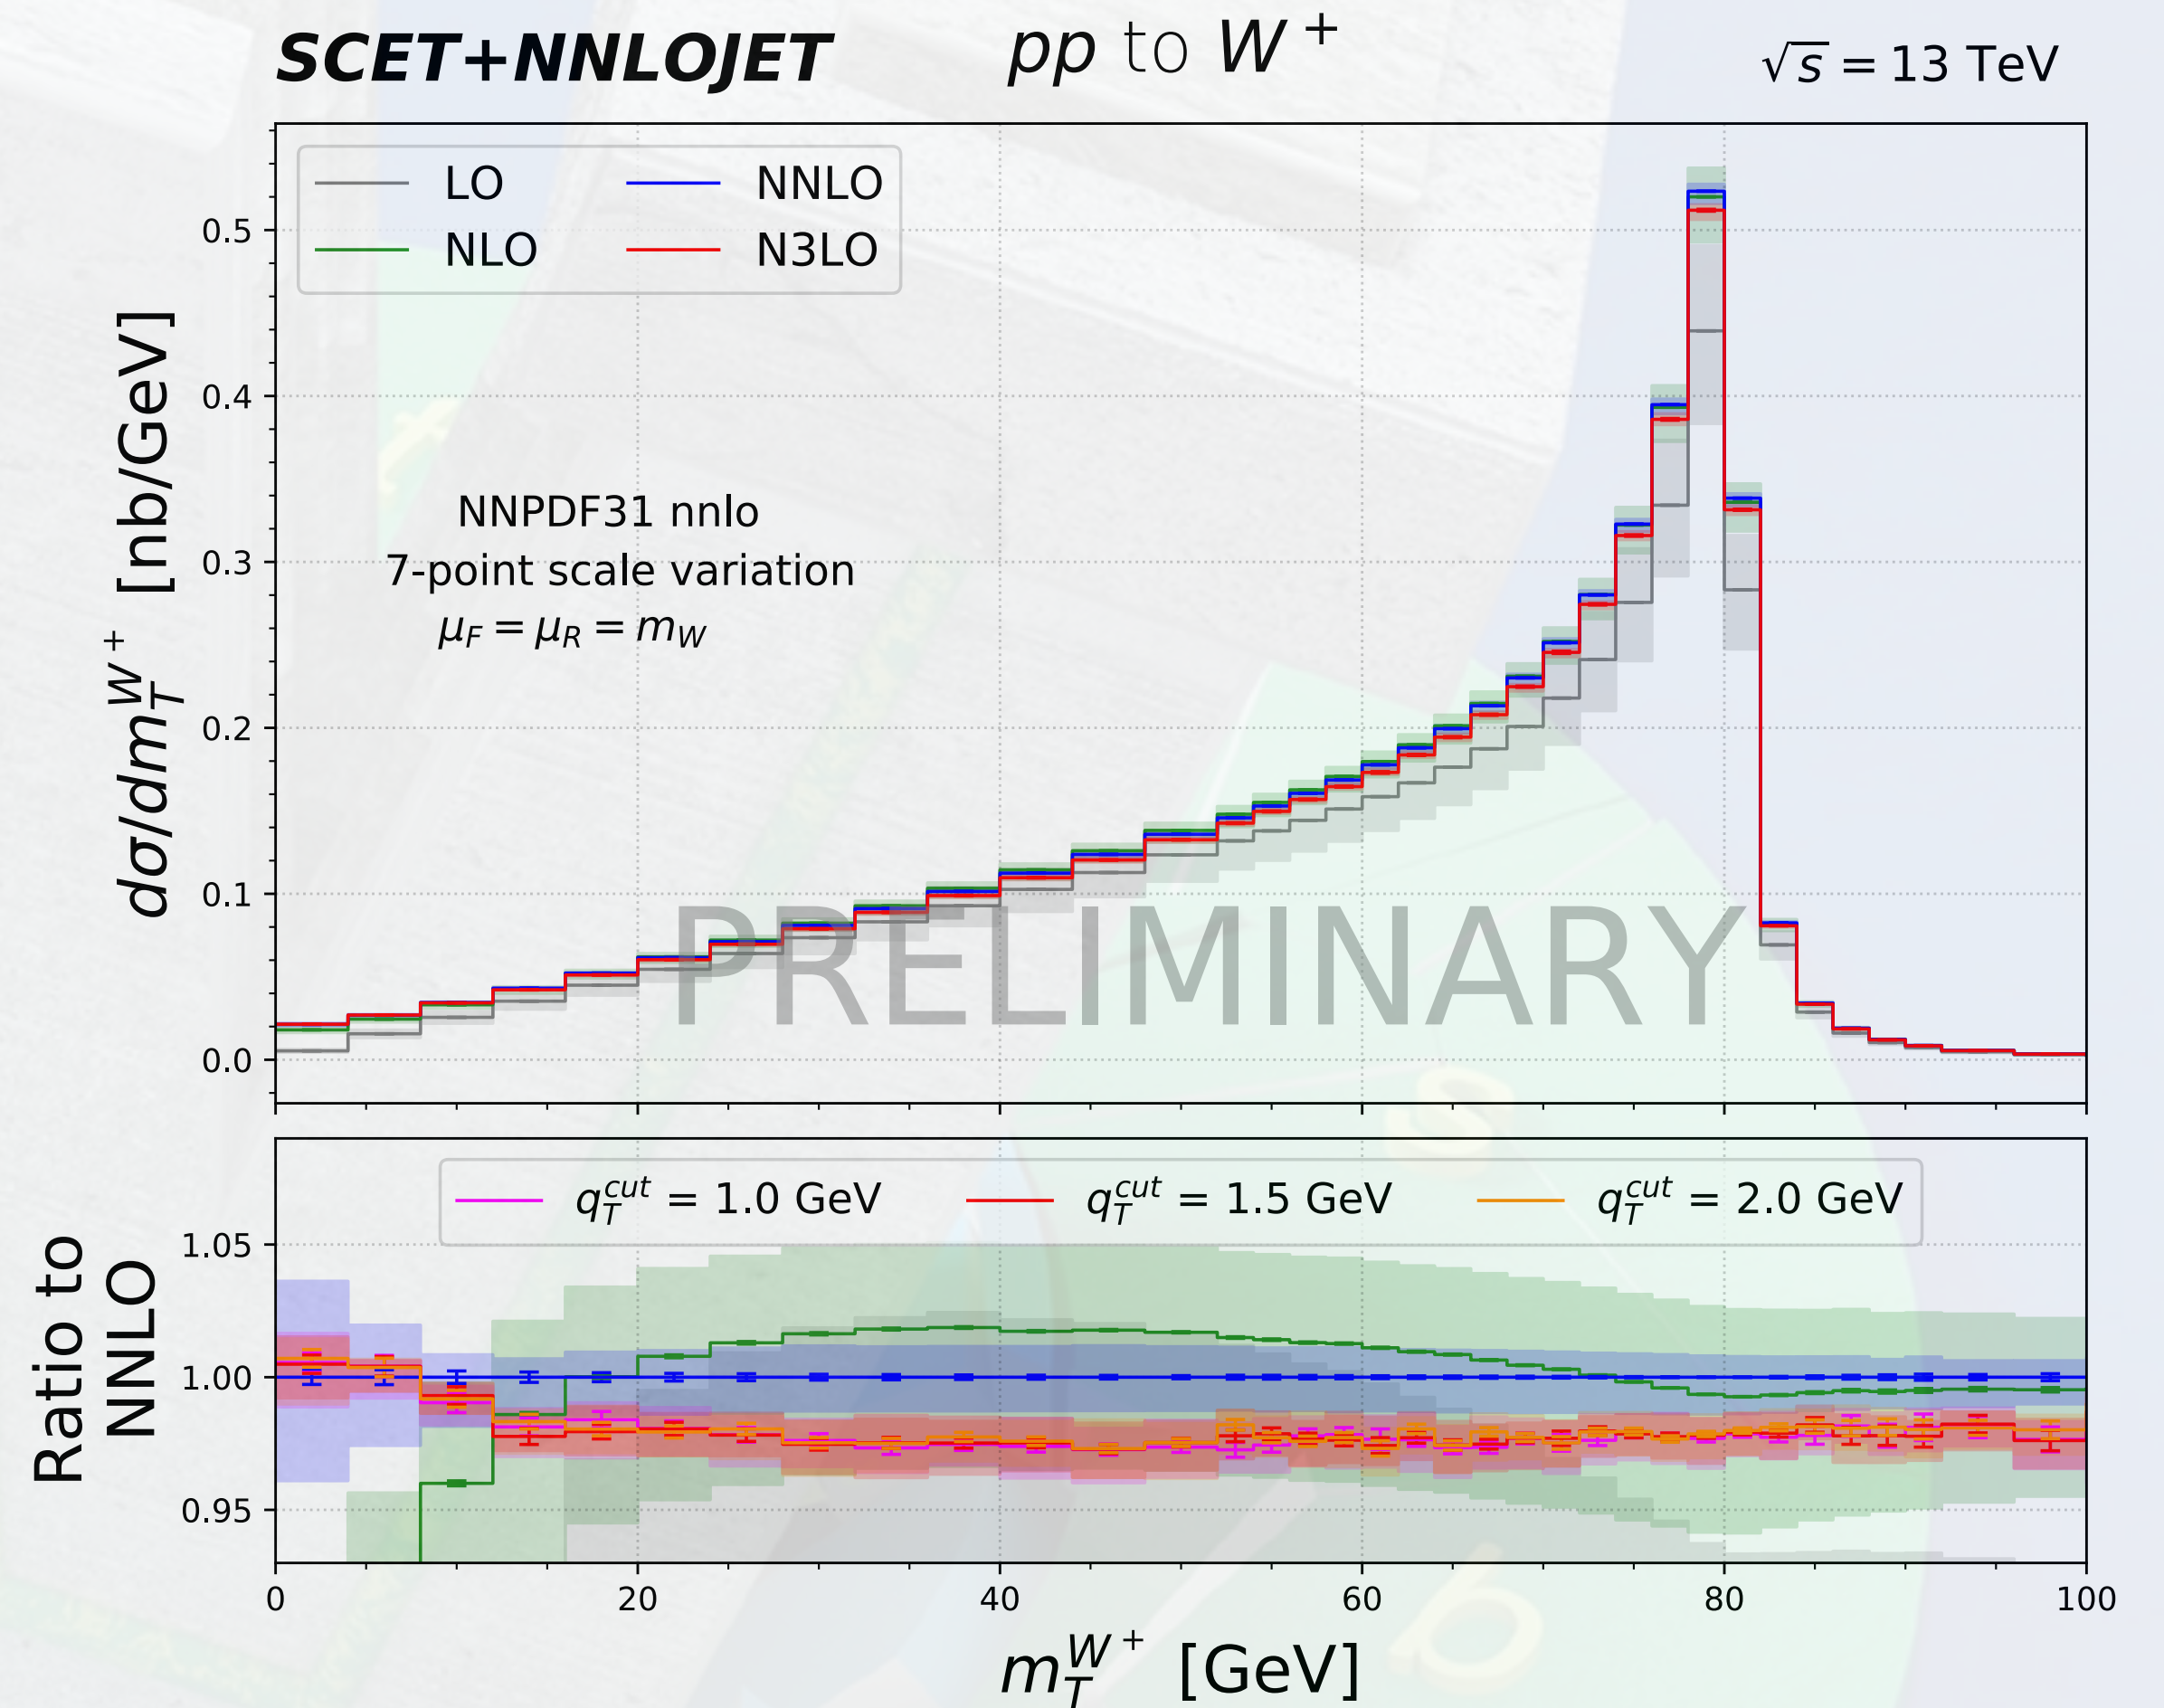 SCET+NNLOJET pp to W⁺ √s = 13 TeV
LO NNLO
NLO N3LO
NNPDF31 nnlo
7-point scale variation
μ_F = μ_R = m_W
dσ/dm_T^{W⁺} [nb/GeV]
0.5
0.4
0.3
0.2
0.1
0.0
PRELIMINARY
q_T^{cut} = 1.0 GeV q_T^{cut} = 1.5 GeV q_T^{cut} = 2.0 GeV
Ratio to
NNLO
1.05
1.00
0.95
0 20 40 60 80 100
m_T^{W⁺} [GeV]
t
s
b